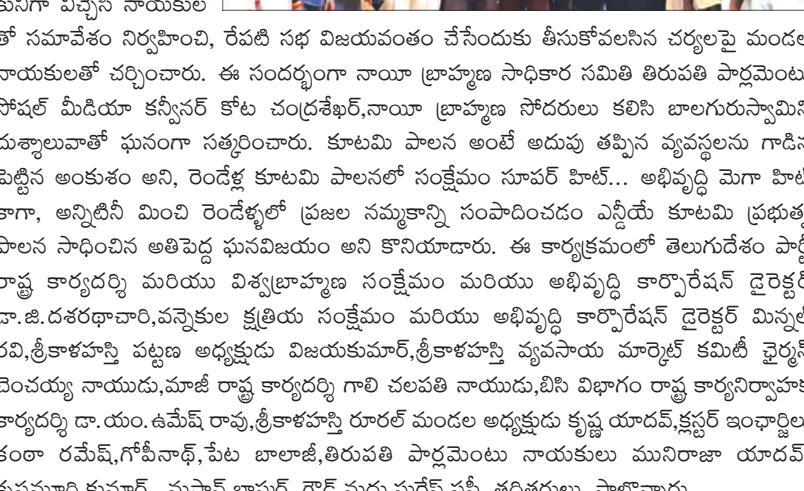 కునిగా విచ్చేసి నాయకుల
తో సమావేశం నిర్వహించి, రేపటి సభ విజయవంతం చేసేందుకు తీసుకోవలసిన చర్యలపై మండల
నాయకులతో చర్చించారు. ఈ సందర్భంగా నాయీ బ్రాహ్మణ సాధికార సమితి తిరుపతి పార్లమెంటు
సోషల్ మీడియా కన్వీనర్ కోట చంద్రశేఖర్,నాయీ బ్రాహ్మణ సోదరులు కలిసి బాలగురుస్వామిని
దుశ్శాలువాతో ఘనంగా సత్కరించారు. కూటమి పాలన అంటే అదుపు తప్పిన వ్యవస్థలను గాడిన
పెట్టిన అంకుశం అని, రెండేళ్ల కూటమి పాలనలో సంక్షేమం సూపర్ హిట్... అభివృద్ధి మెగా హిట్
కాగా, అన్నిటినీ మించి రెండేళ్ళలో ప్రజల నమ్మకాన్ని సంపాదించడం ఎన్డీయే కూటమి ప్రభుత్వ
పాలన సాధించిన అతిపెద్ద ఘనవిజయం అని కొనియాడారు. ఈ కార్యక్రమంలో తెలుగుదేశం పార్టీ
రాష్ట్ర కార్యదర్శి మరియు విశ్వబ్రాహ్మణ సంక్షేమం మరియు అభివృద్ధి కార్పొరేషన్ డైరెక్టర్
డా.జి.దశరథాచారి,వన్నెకుల క్షత్రియ సంక్షేమం మరియు అభివృద్ధి కార్పొరేషన్ డైరెక్టర్ మిన్నల్
రవి,శ్రీకాళహస్తి పట్టణ అధ్యక్షుడు విజయకుమార్,శ్రీకాళహస్తి వ్యవసాయ మార్కెట్ కమిటీ ఛైర్మన్
చెంచయ్య నాయుడు,మాజీ రాష్ట్ర కార్యదర్శి గాలి చలపతి నాయుడు,బిసి విభాగం రాష్ట్ర కార్యనిర్వాహక
కార్యదర్శి డా.యం.ఉమేష్ రావు,శ్రీకాళహస్తి రూరల్ మండల అధ్యక్షుడు కృష్ణ యాదవ్,క్లస్టర్ ఇంఛార్జిలు
కంఠా రమేష్,గోపీనాథ్,పేట బాలాజీ,తిరుపతి పార్లమెంటు నాయకులు మునిరాజా యాదవ్